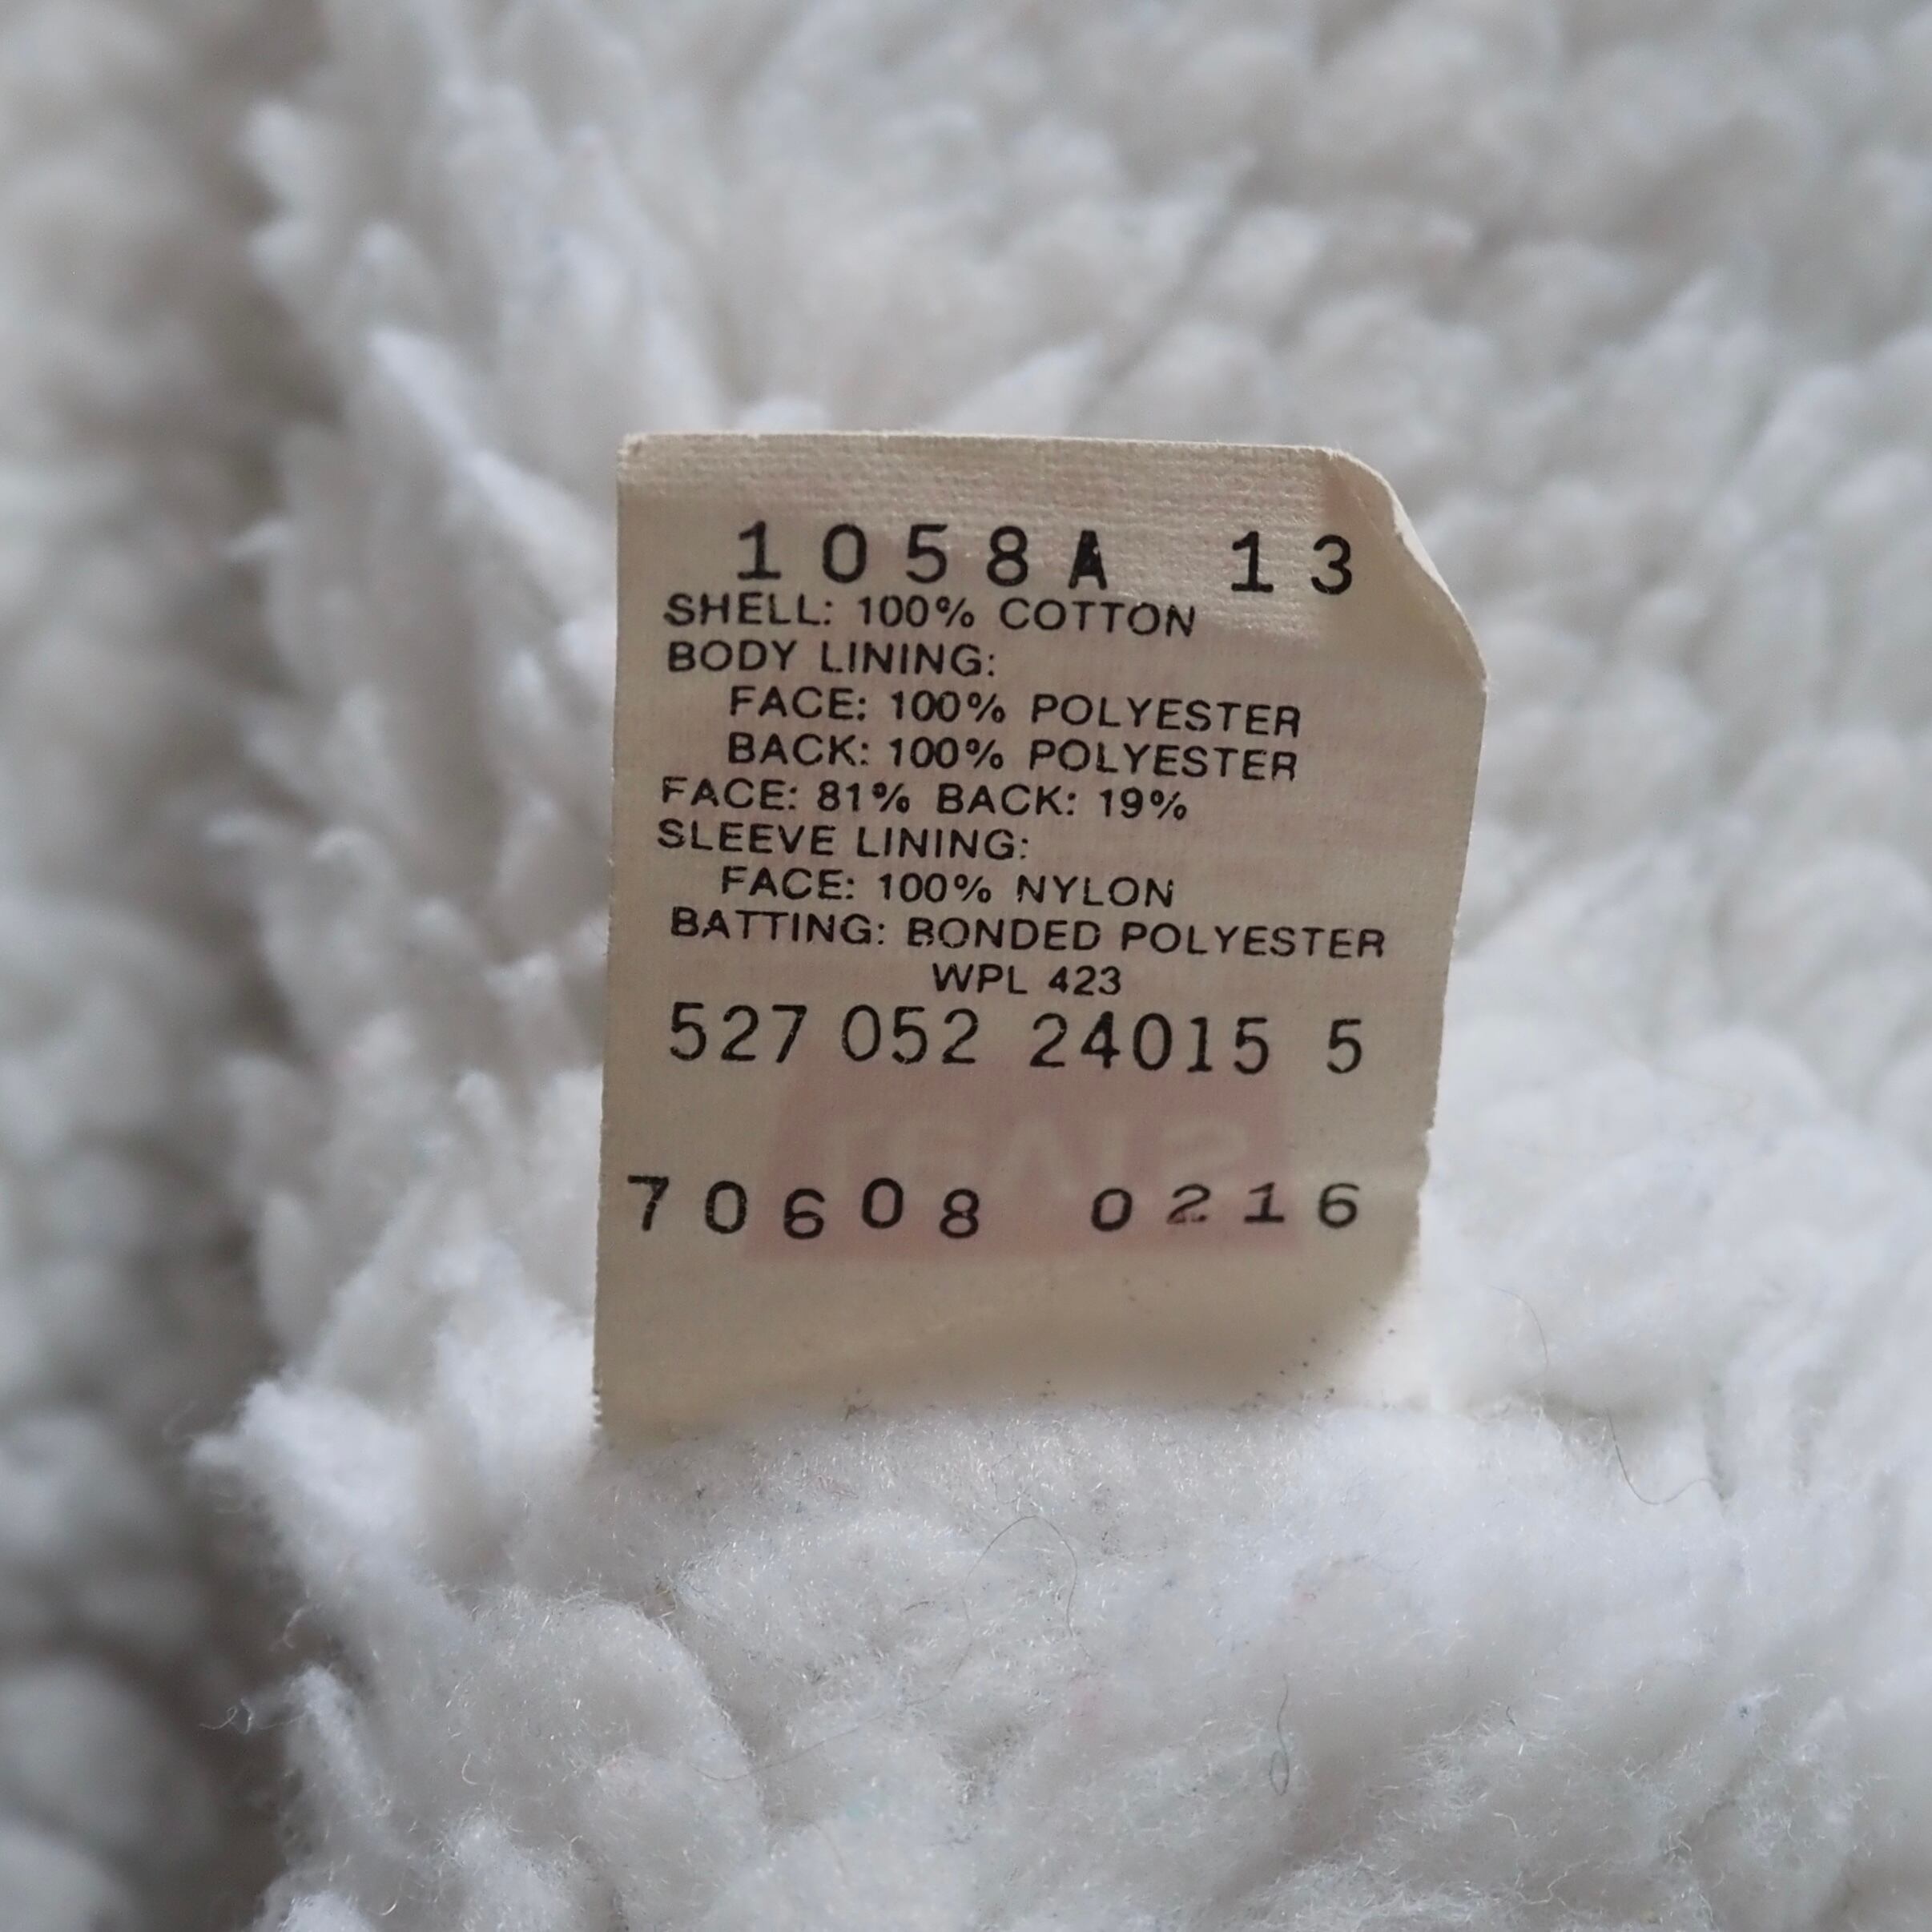 1058A 13
SHELL: 100% COTTON
BODY LINING:
FACE: 100% POLYESTER
BACK: 100% POLYESTER
FACE: 81% BACK: 19%
SLEEVE LINING:
FACE: 100% NYLON
BATTING: BONDED POLYESTER
WPL 423
527 052 24015 5
70608 0216